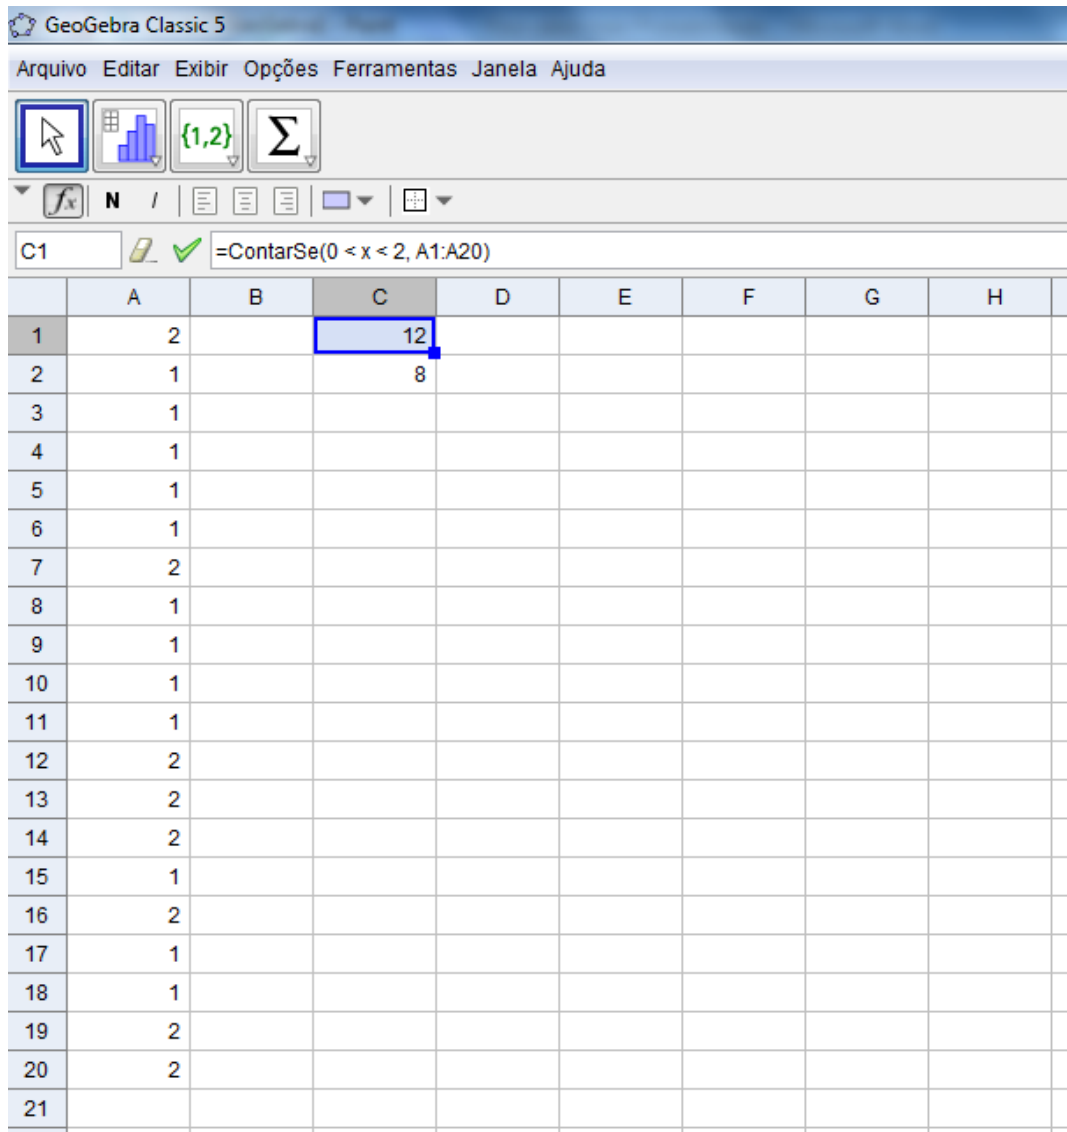 GeoGebra Classic 5
Arquivo Editar Exibir Opções Ferramentas Janela Ajuda
{1,2} Σ
fx N I
C1 =ContarSe(0 < x < 2, A1:A20)
A B C D E F G H
1 2 12
2 1 8
3 1
4 1
5 1
6 1
7 2
8 1
9 1
10 1
11 1
12 2
13 2
14 2
15 1
16 2
17 1
18 1
19 2
20 2
21